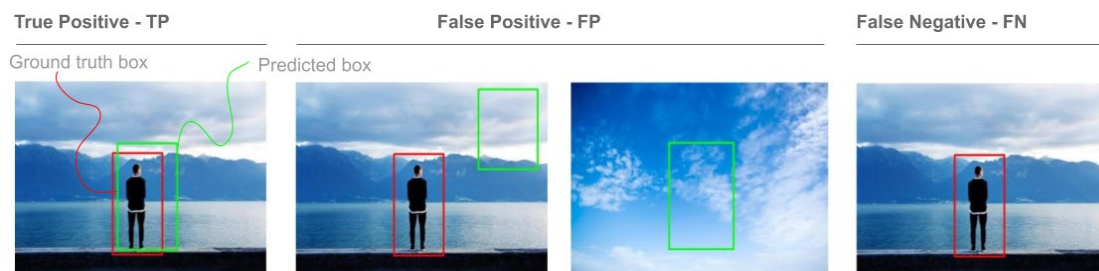 True Positive - TP
False Positive - FP
False Negative - FN
Ground truth box
Predicted box